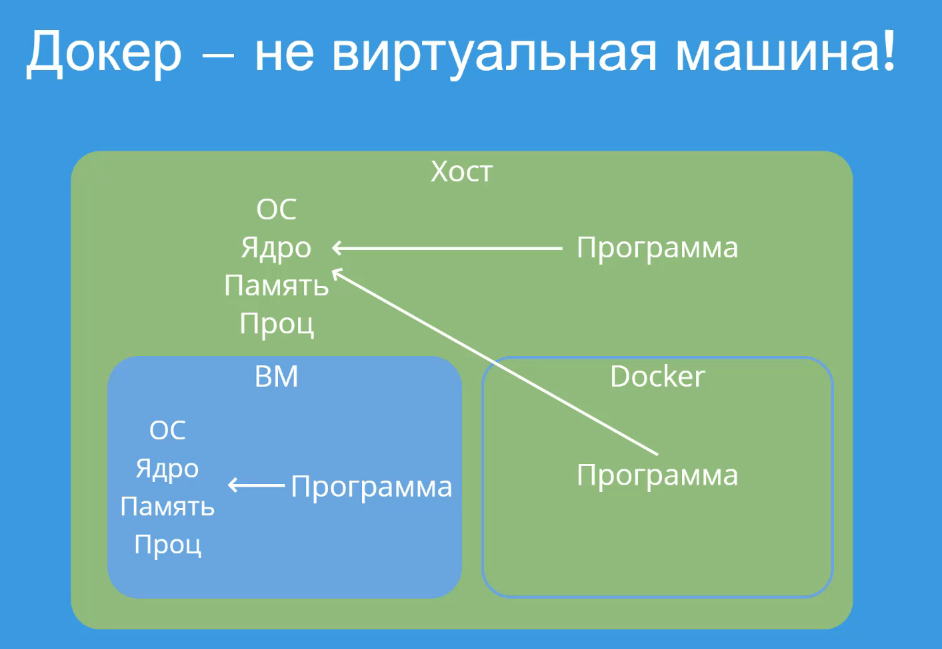 Докер – не виртуальная машина!
Хост
ОС
Ядро
Память
Проц
Программа
ВМ
ОС
Ядро
Память
Проц
Программа
Docker
Программа